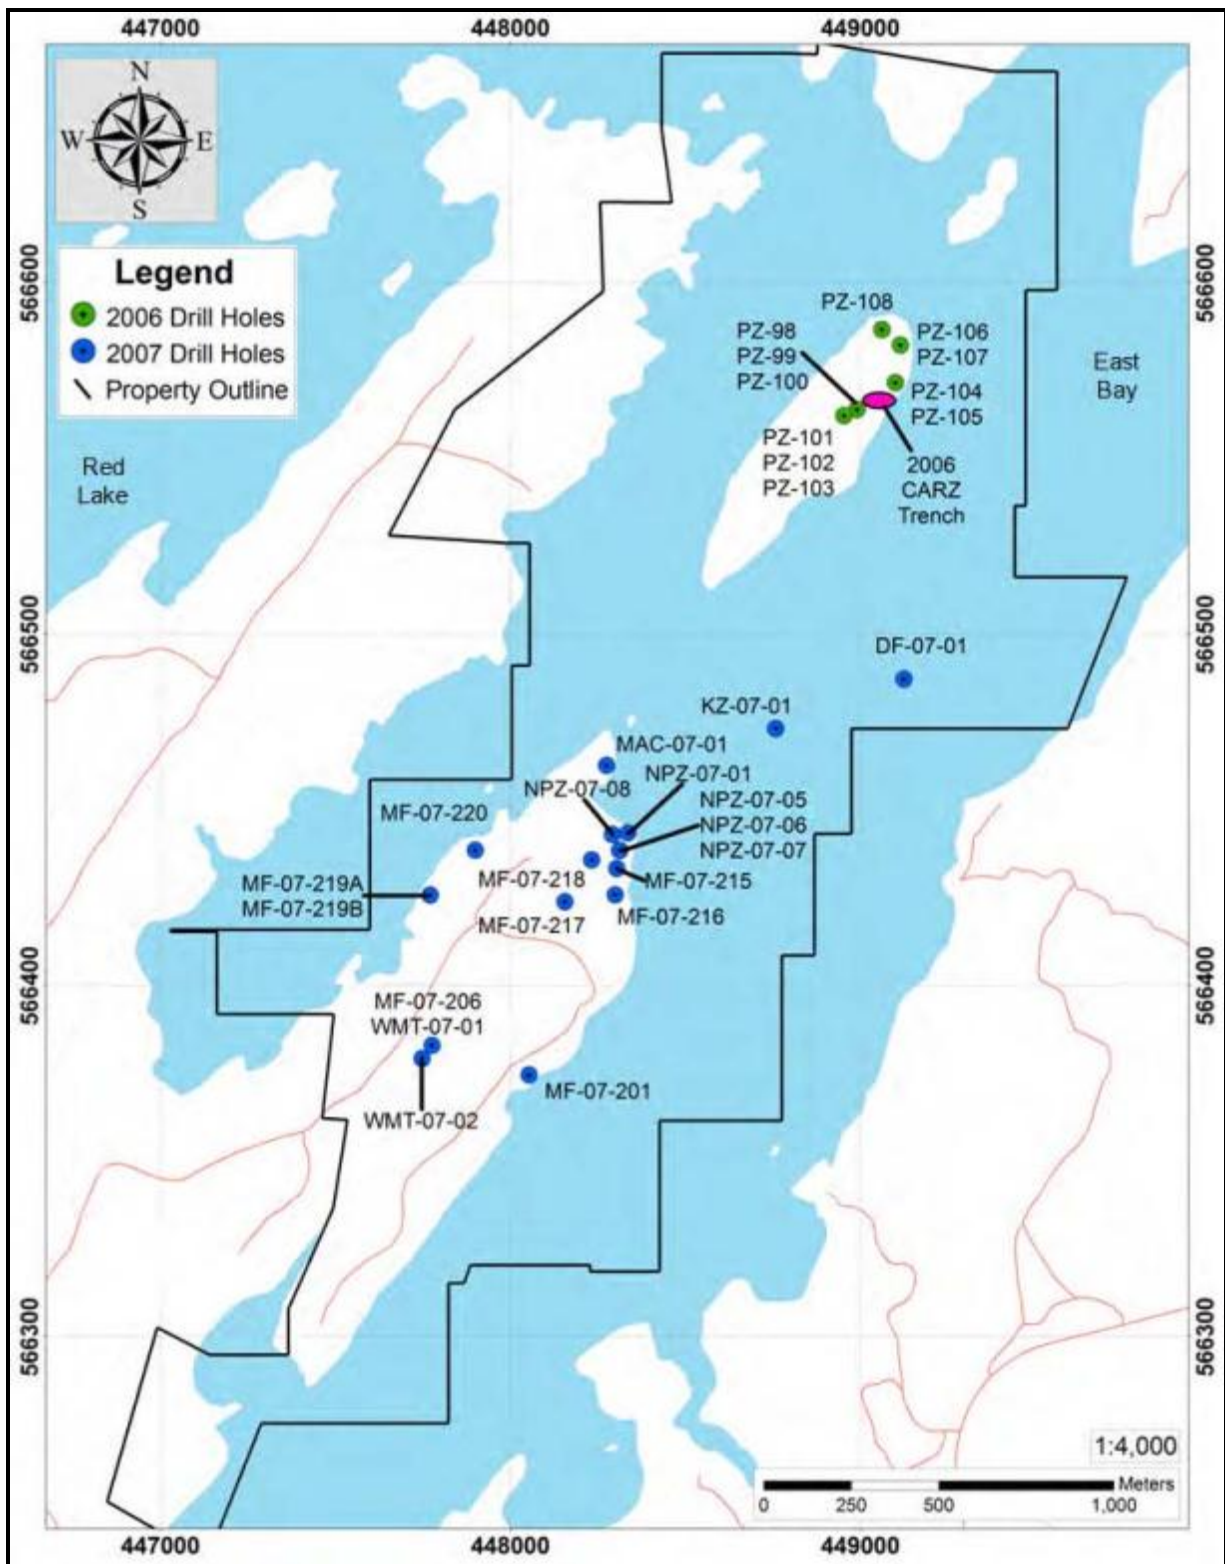 447000
448000
449000
N
W
E
S
Legend
2006 Drill Holes
2007 Drill Holes
Property Outline
566600
566600
PZ-108
PZ-98
PZ-99
PZ-100
PZ-106
PZ-107
PZ-104
PZ-105
East
Bay
PZ-101
PZ-102
PZ-103
2006
CARZ
Trench
Red
Lake
566500
566500
DF-07-01
KZ-07-01
MAC-07-01
NPZ-07-08
NPZ-07-01
NPZ-07-05
NPZ-07-06
NPZ-07-07
MF-07-220
MF-07-219A
MF-07-219B
MF-07-218
MF-07-215
MF-07-217
MF-07-216
566400
566400
MF-07-206
WMT-07-01
MF-07-201
WMT-07-02
566300
566300
1:4,000
Meters
0
250
500
1,000
447000
448000
449000